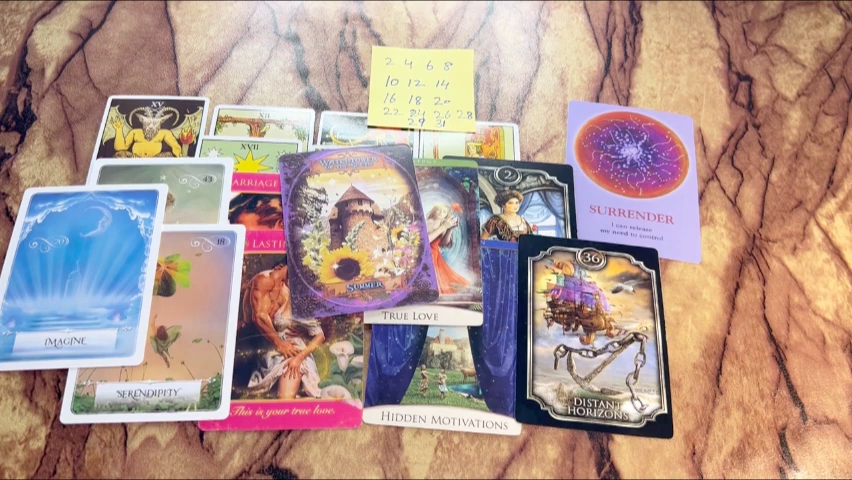 2 4 6 8
10 12 14
16 18 20
22 24 26 28
29 31
XV
XII
XVII
43
ARRIAGE
LASTIN
2
SURRENDER
I can release
my need to control
SUMMER
TRUE LOVE
36
DISTANT
HORIZONS
IMAGINE
18
SERENDIPITY
This is your true love.
HIDDEN MOTIVATIONS